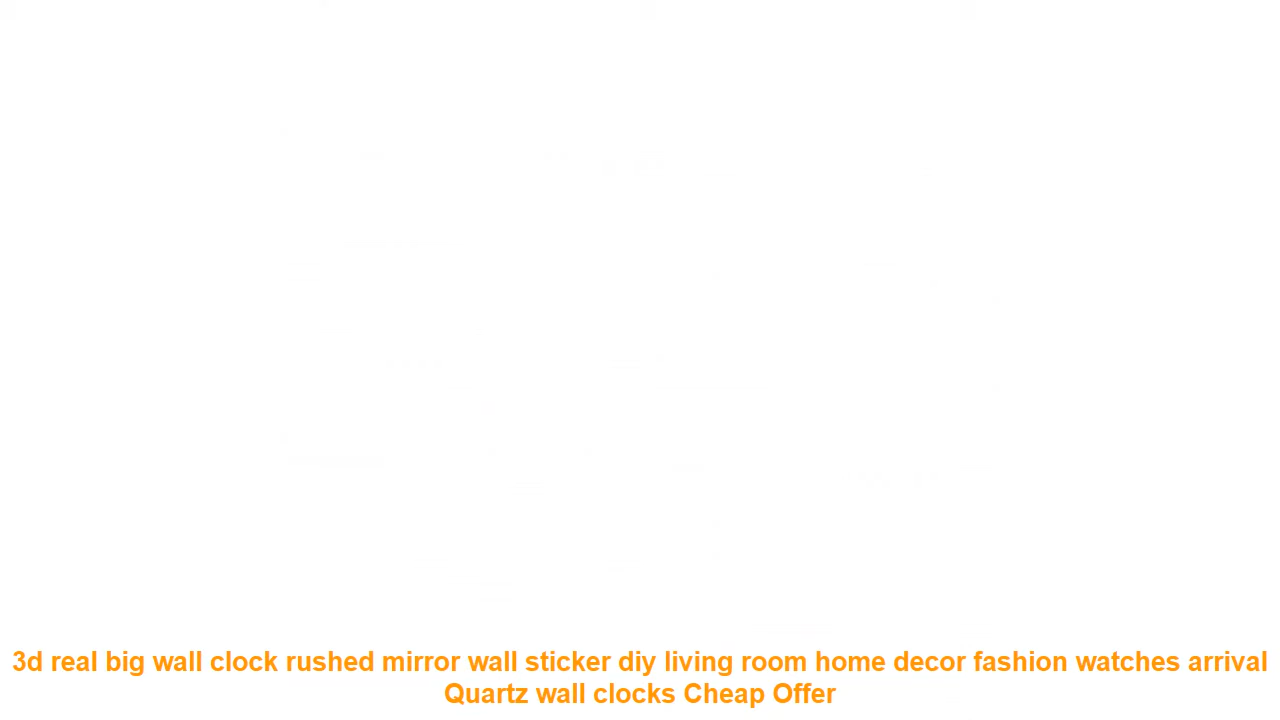 3d real big wall clock rushed mirror wall sticker diy living room home decor fashion watches arrival
Quartz wall clocks Cheap Offer